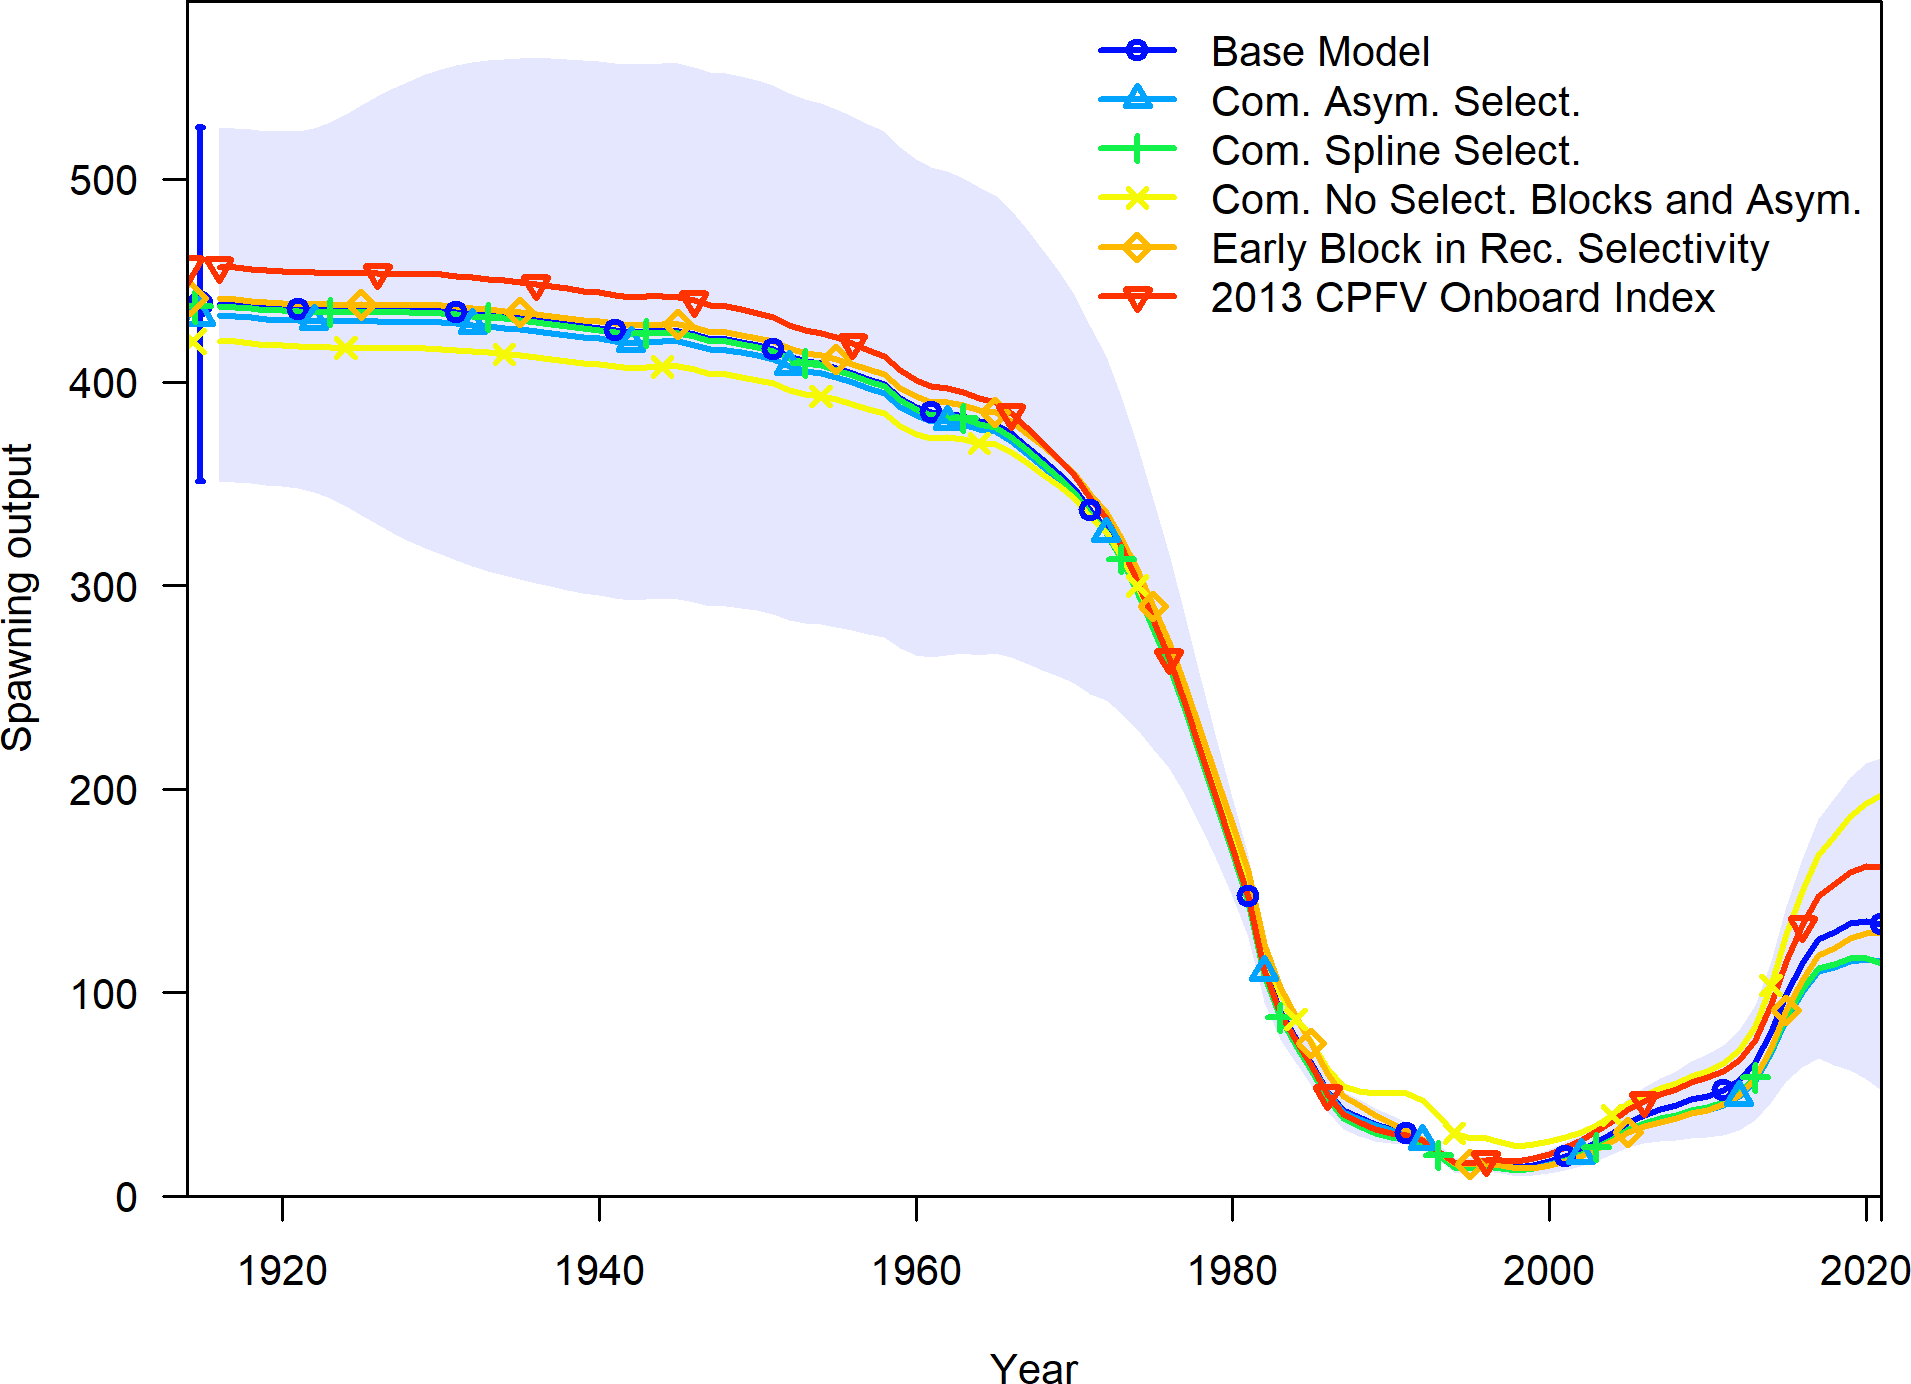 Base Model
Com. Asym. Select.
Com. Spline Select.
Com. No Select. Blocks and Asym.
Early Block in Rec. Selectivity
2013 CPFV Onboard Index
Spawning output
500
400
300
200
100
0
1920 1940 1960 1980 2000 2020
Year